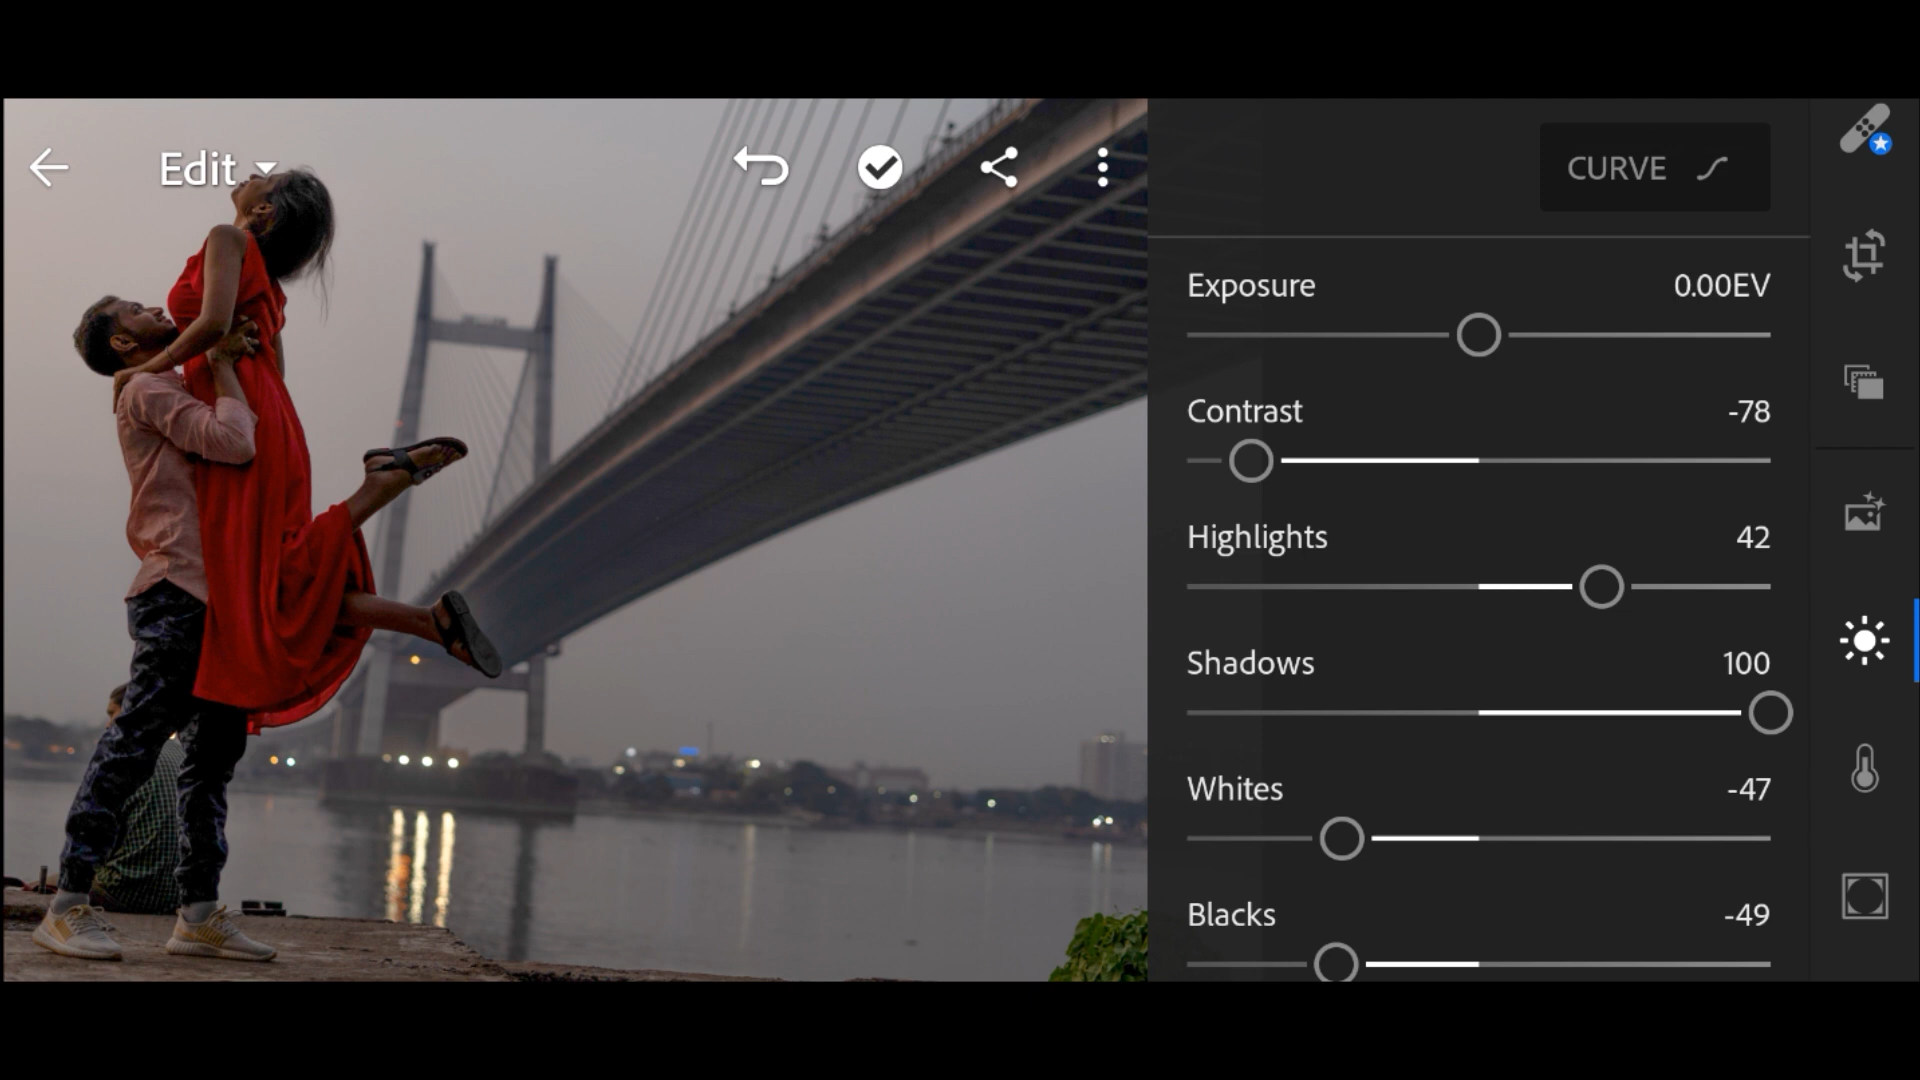 Edit
CURVE
Exposure 0.00EV
Contrast -78
Highlights 42
Shadows 100
Whites -47
Blacks -49